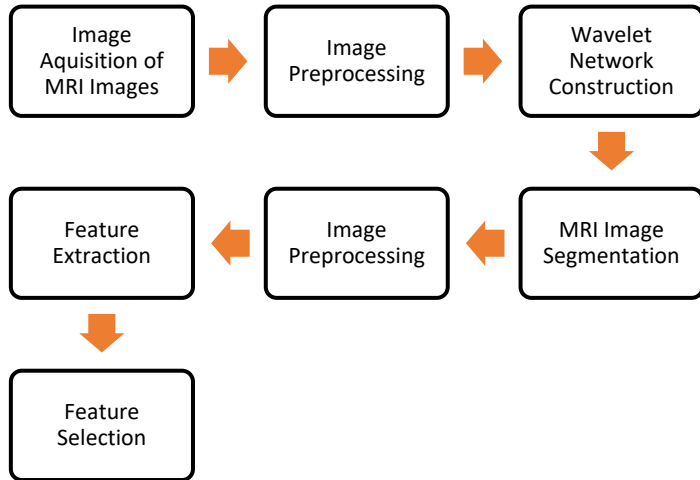 Image
Aquisition of
MRI Images
Image
Preprocessing
Wavelet
Network
Construction
MRI Image
Segmentation
Image
Preprocessing
Feature
Extraction
Feature
Selection